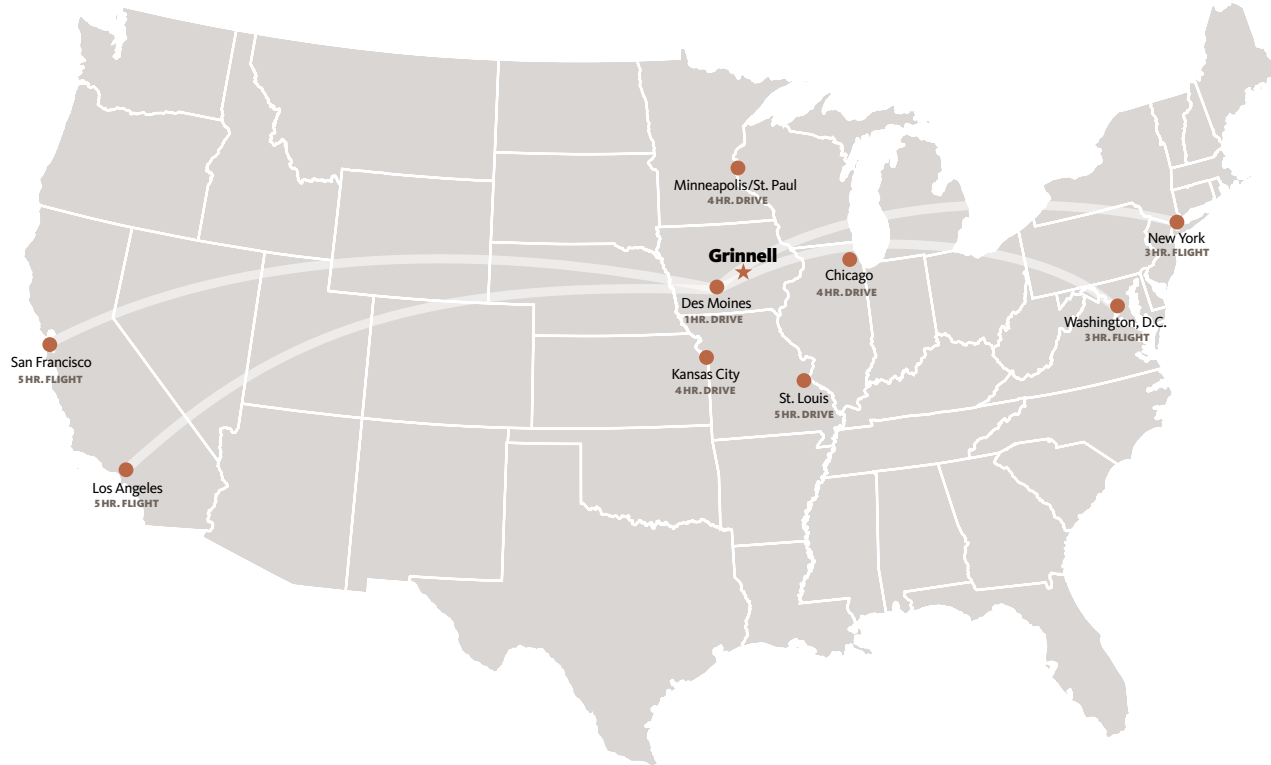 Minneapolis/St. Paul
4 HR. DRIVE
New York
3 HR. FLIGHT
Grinnell
Chicago
4 HR. DRIVE
Des Moines
1 HR. DRIVE
Washington, D.C.
3 HR. FLIGHT
San Francisco
5 HR. FLIGHT
Kansas City
4 HR. DRIVE
St. Louis
5 HR. DRIVE
Los Angeles
5 HR. FLIGHT